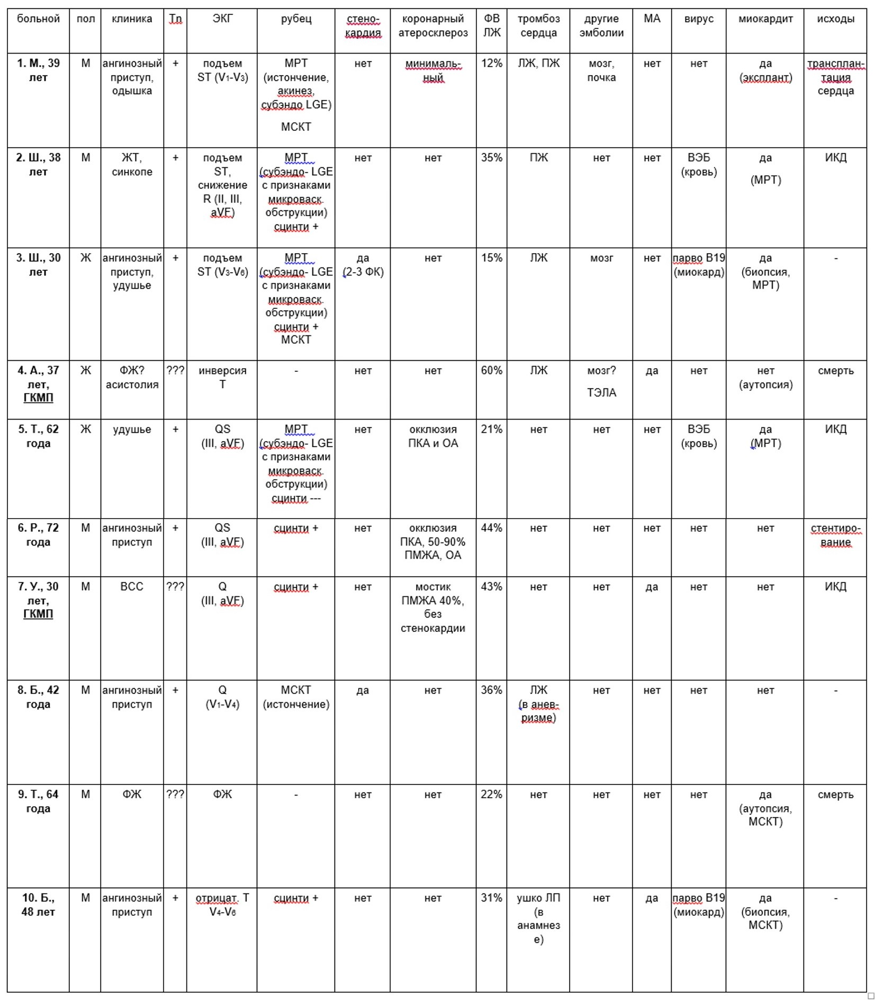 больной пол клиника Tn ЭКГ рубец стено- коронарный ФВ тромбоз другие МА вирус миокардит исходы
кардия атеросклероз ЛЖ сердца эмболии
1. М., 39 М ангинозный + подъем МРТ нет минималь- 12% ЛЖ, ПЖ мозг, нет нет да трансплан-
лет приступ, ST (V1-V3) (истончение, ный почка (эксплант) тация
одышка акинез, сердца
субэндо LGE)
МСКТ
2. Ш., 38 М ЖТ, + подъем МРТ нет нет 35% ПЖ нет нет ВЭБ да ИКД
лет синкопе ST, (субэндо- LGE (кровь) (МРТ)
снижение с признаками
R (II, III, микроваск.
aVF) обструкции)
сцинти +
3. Ш., 30 Ж ангинозный + подъем МРТ да нет 15% ЛЖ мозг нет парво В19 да -
лет приступ, ST (V3-V6) (субэндо- LGE (2-3 ФК) (миокард) (биопсия,
удушье с признаками МРТ)
микроваск.
обструкции)
сцинти +
МСКТ
4. А., 37 Ж ФЖ? ??? инверсия - нет нет 60% ЛЖ мозг? да нет нет смерть
лет, асистолия Т ТЭЛА (аутопсия)
ГКМП
5. Т., 62 Ж удушье + QS МРТ нет окклюзия 21% нет нет нет ВЭБ да ИКД
года (III, aVF) (субэндо- LGE ПКА и ОА (кровь) (МРТ)
с признаками
микроваск.
обструкции)
сцинти ---
6. Р., 72 М ангинозный + QS сцинти + нет окклюзия 44% нет нет нет нет нет стентиро-
года приступ (III, aVF) ПКА, 50-90% вание
ПМЖА, ОА
7. У., 30 М ВСС ??? Q сцинти + нет мостик 43% нет нет да нет нет ИКД
лет, (III, aVF) ПМЖА 40%,
ГКМП без
стенокардии
8. Б., 42 М ангинозный + Q МСКТ да нет 36% ЛЖ нет нет нет нет -
года приступ (V1-V4) (истончение) (в анев-
ризме)
9. Т., 64 М ФЖ ??? ФЖ - нет нет 22% нет нет нет нет да смерть
года (аутопсия,
МСКТ)
10. Б., М ангинозный + отрицат. Т сцинти + нет нет 31% ушко ЛП нет да парво В19 да -
48 лет приступ V4-V6 (в (миокард) (биопсия,
анамнез МСКТ)
е)